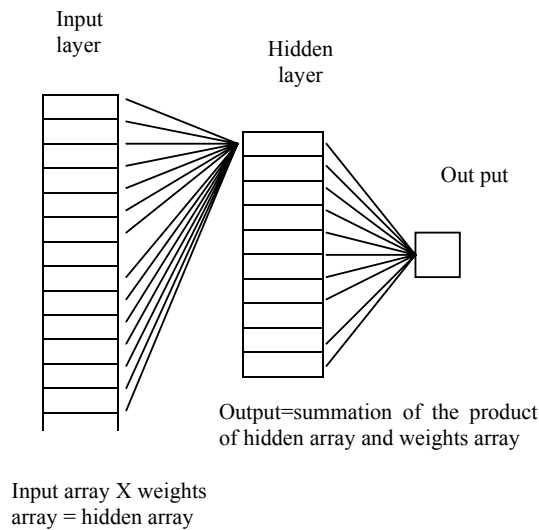 Input
layer
Hidden
layer
Out put
Output=summation of the product
of hidden array and weights array
Input array X weights
array = hidden array